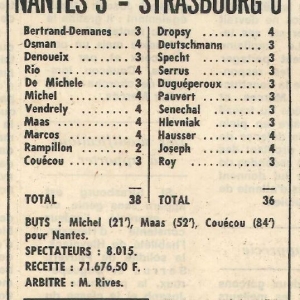 NANTES 3 - STRASBOURG 0
Bertrand-Demanes .. 3
Osman .......... 4
Denoueix ........ 3
Rio ............ 4
De Michele ...... 3
Michel .......... 4
Vendrely ........ 4
Maas .......... 4
Marcos .......... 4
Rampillon ........ 2
Couécou ........ 3
TOTAL 38
Dropsy .......... 4
Deutschmann .... 3
Specht .......... 3
Serrus .......... 3
Duguéperoux .... 3
Pauvert ........ 3
Senechal ........ 3
Hlevniak ........ 3
Hausser ........ 4
Joseph .......... 4
Roy ............ 3
TOTAL 36
BUTS : Michel (21'), Maas (52'), Couécou (84')
pour Nantes.
SPECTATEURS : 8.015.
RECETTE : 71.676,50 F.
ARBITRE : M. Rives.